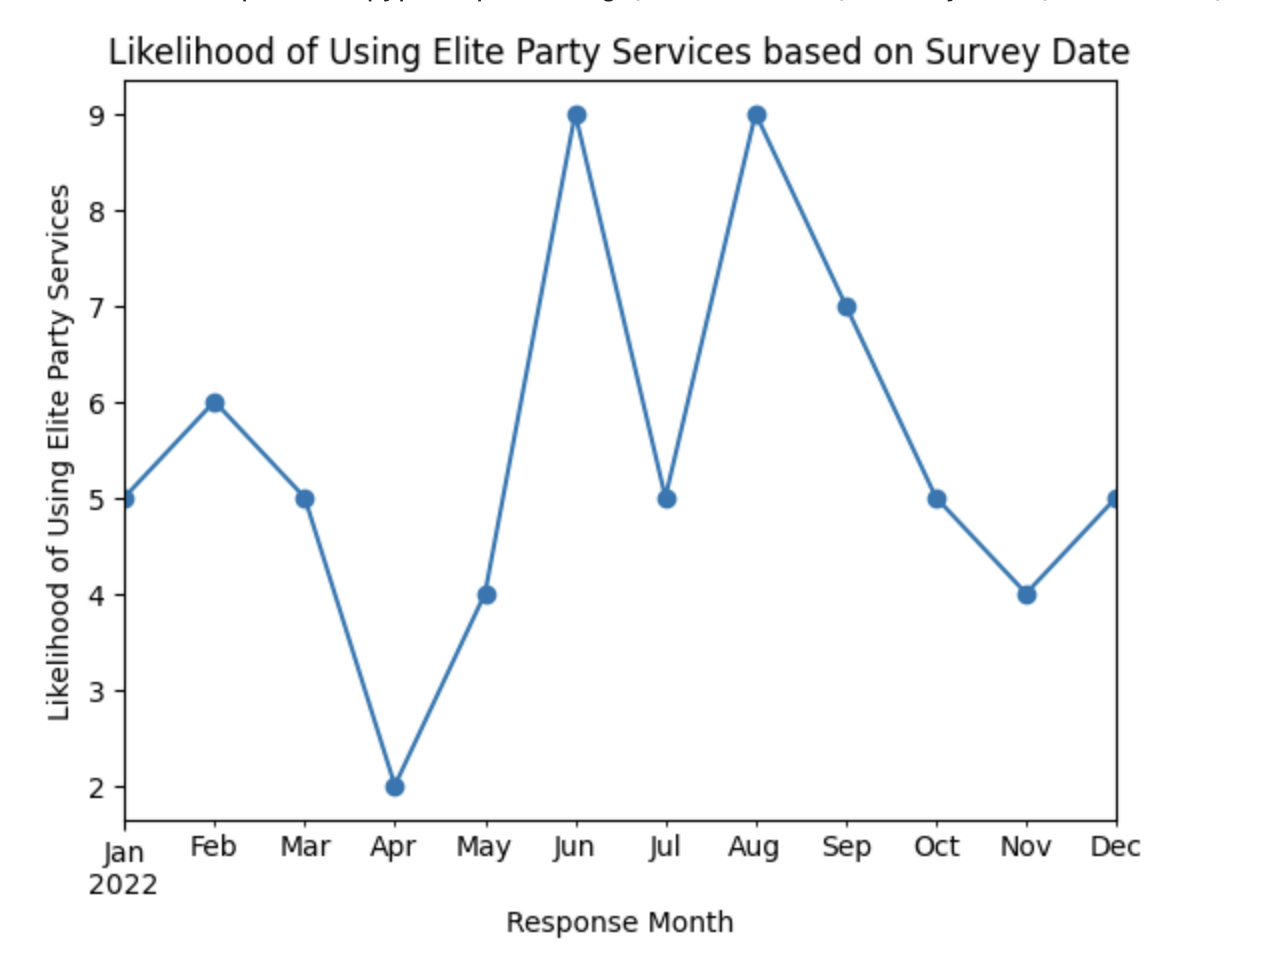 Likelihood of Using Elite Party Services based on Survey Date
Likelihood of Using Elite Party Services
9
8
7
6
5
4
3
2
Jan Feb Mar Apr May Jun Jul Aug Sep Oct Nov Dec
2022
Response Month